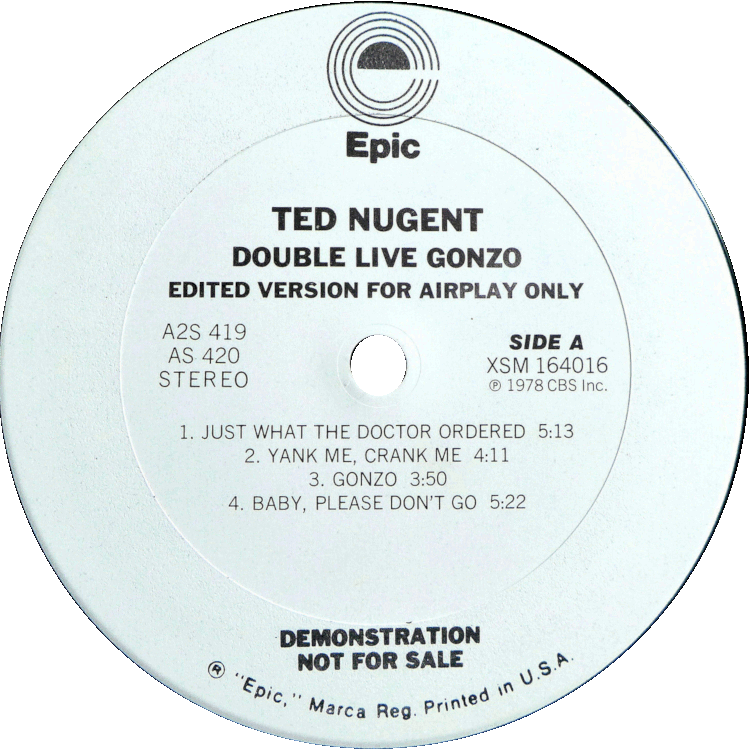 Epic
TED NUGENT
DOUBLE LIVE GONZO
EDITED VERSION FOR AIRPLAY ONLY
A2S 419
AS 420
STEREO
SIDE A
XSM 164016
℗ 1978 CBS Inc.
1. JUST WHAT THE DOCTOR ORDERED 5:13
2. YANK ME, CRANK ME 4:11
3. GONZO 3:50
4. BABY, PLEASE DON'T GO 5:22
DEMONSTRATION
NOT FOR SALE
® "Epic," Marca Reg. Printed in U.S.A.